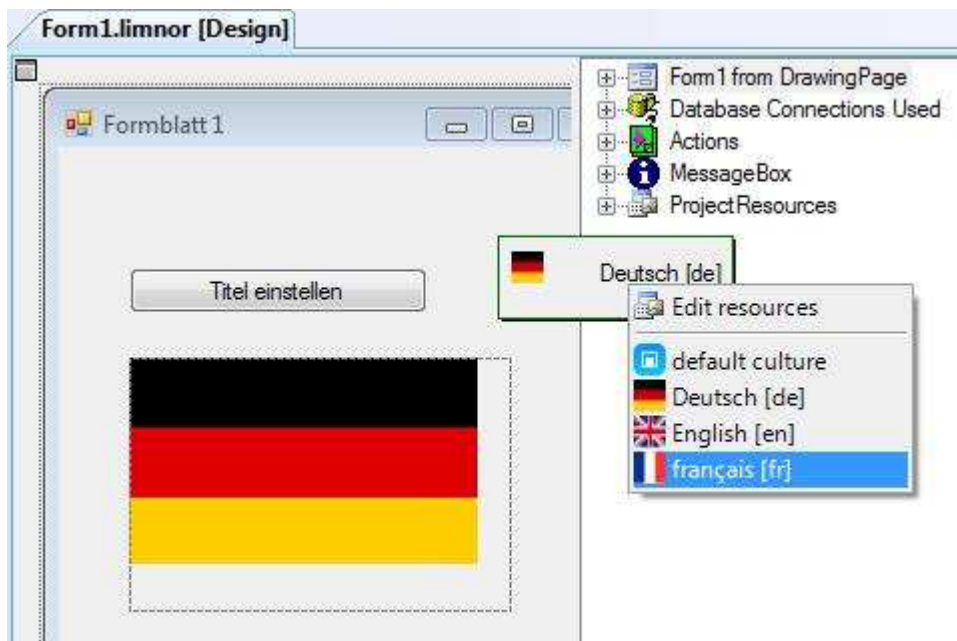 Form1.limnor [Design]
Form1 from DrawingPage
Database Connections Used
Actions
MessageBox
ProjectResources
Formblatt 1
Titel einstellen
Deutsch [de]
Edit resources
default culture
Deutsch [de]
English [en]
français [fr]